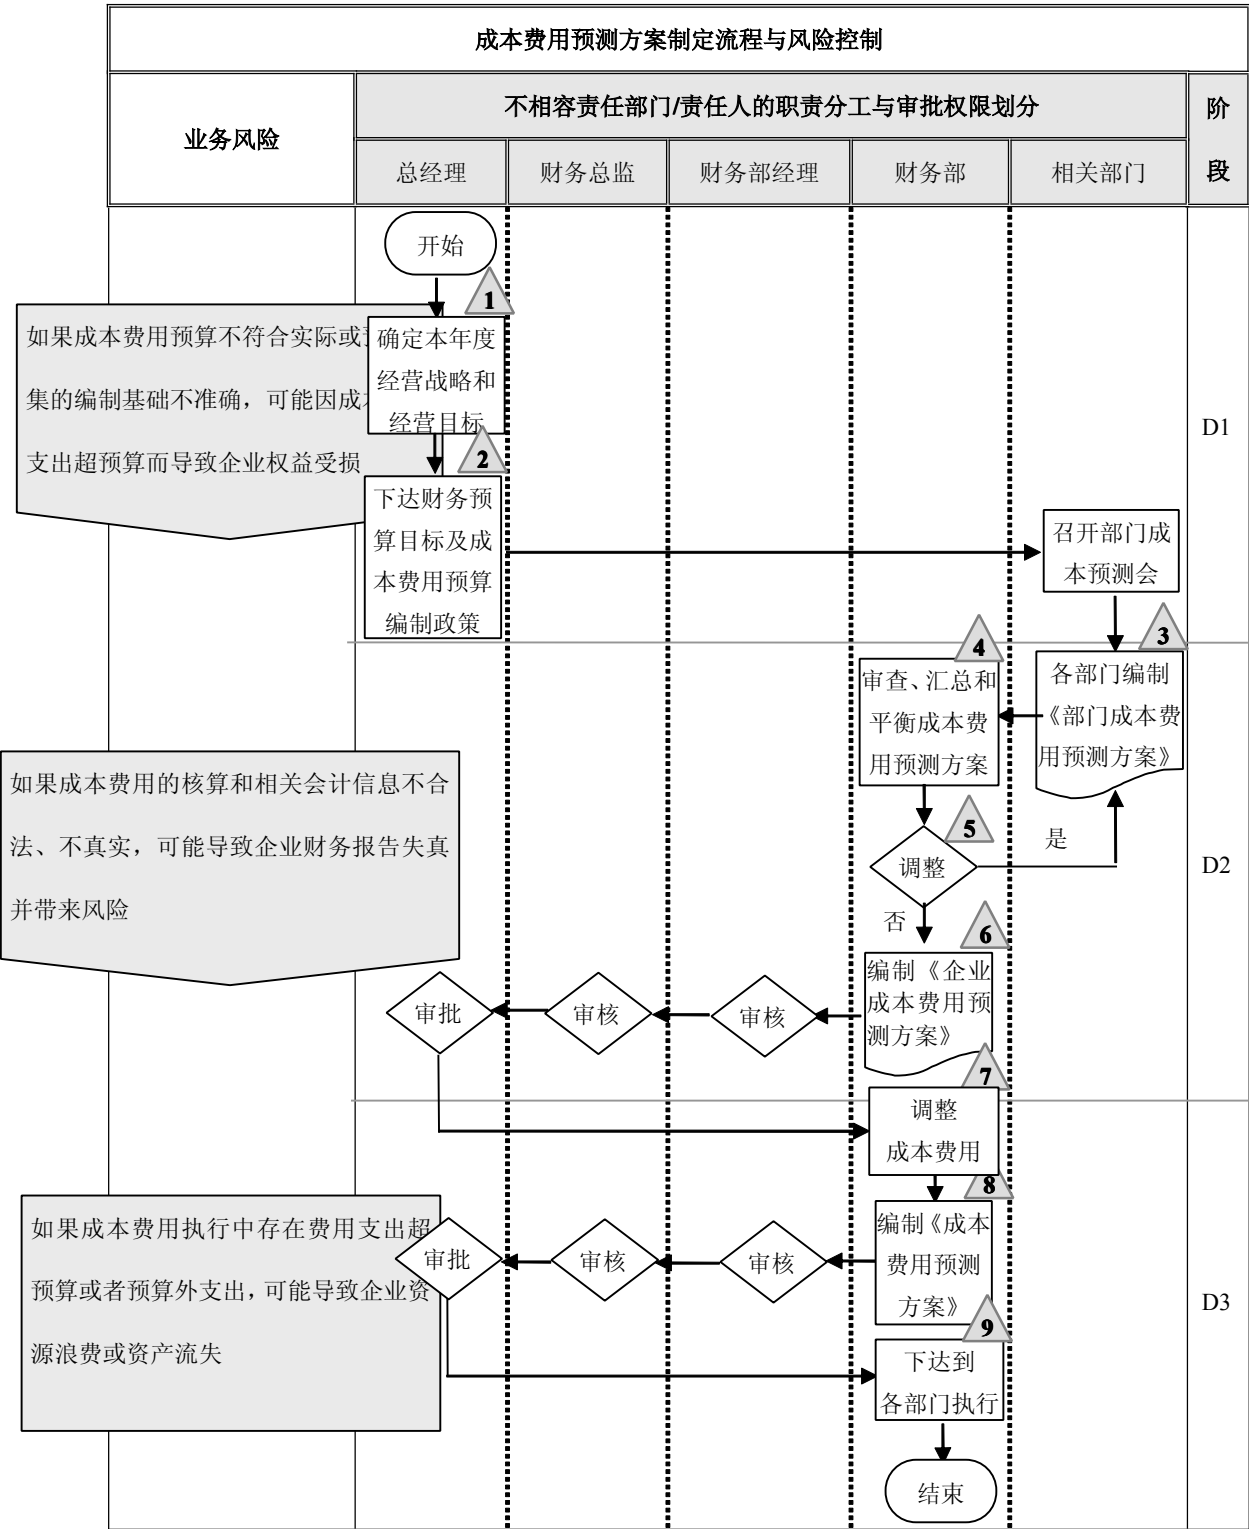 成本费用预测方案制定流程与风险控制
业务风险
不相容责任部门/责任人的职责分工与审批权限划分
阶
段
总经理
财务总监
财务部经理
财务部
相关部门
开始
1
如果成本费用预算不符合实际或
集的编制基础不准确，可能因成
支出超预算而导致企业权益受损
确定本年度
经营战略和
经营目标
2
下达财务预
算目标及成
本费用预算
编制政策
召开部门成
本预测会
D1
3
各部门编制
《部门成本费
用预测方案》
4
审查、汇总和
平衡成本费
用预测方案
如果成本费用的核算和相关会计信息不合
法、不真实，可能导致企业财务报告失真
并带来风险
5
调整
是
否
D2
6
编制《企业
成本费用预
测方案》
审核
审核
审批
7
调整
成本费用
8
编制《成本
费用预测
方案》
审核
审核
审批
如果成本费用执行中存在费用支出超
预算或者预算外支出，可能导致企业资
源浪费或资产流失
D3
9
下达到
各部门执行
结束